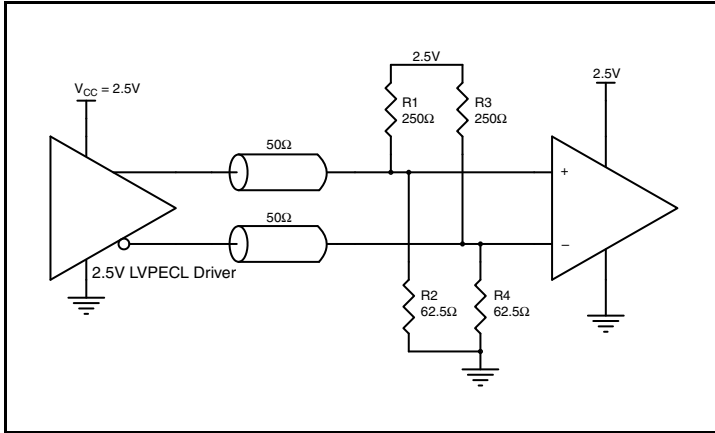 2.5V
V_CC = 2.5V
2.5V
R1
250Ω
R3
250Ω
50Ω
+
50Ω
–
2.5V LVPECL Driver
R2
62.5Ω
R4
62.5Ω